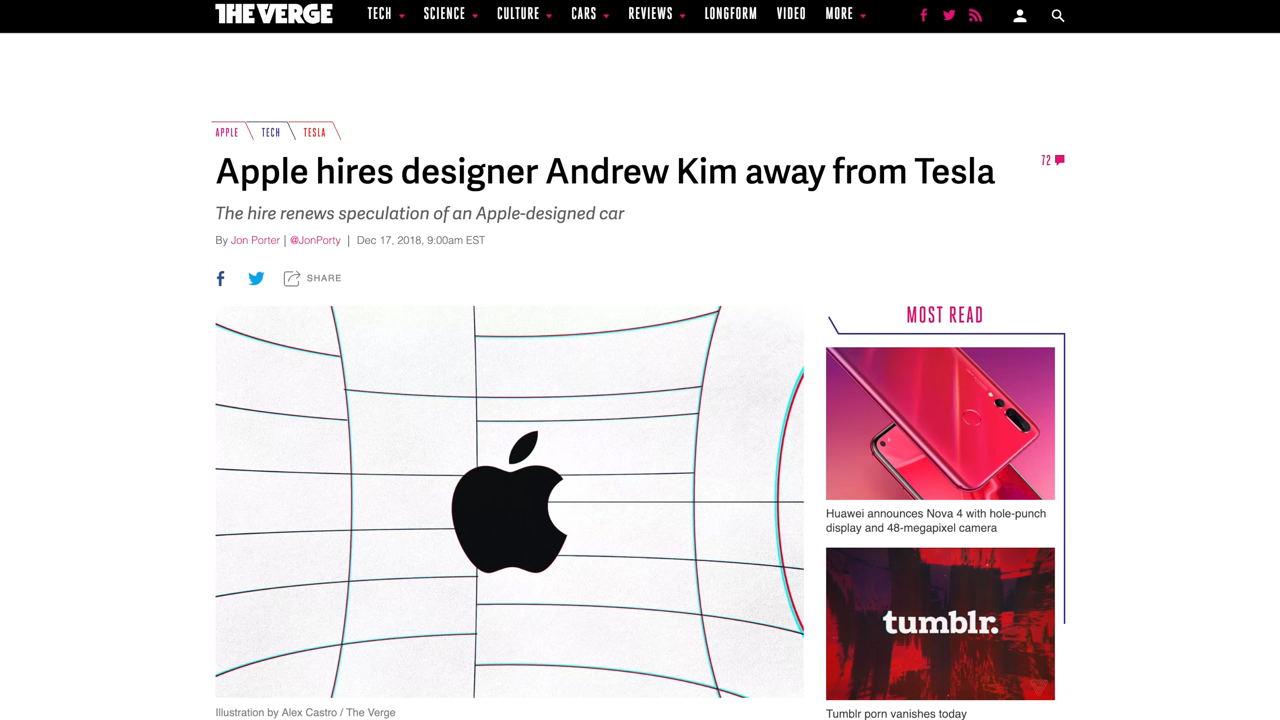 THE VERGE
TECH SCIENCE CULTURE CARS REVIEWS LONGFORM VIDEO MORE
APPLE TECH TESLA
Apple hires designer Andrew Kim away from Tesla
72
The hire renews speculation of an Apple-designed car
By Jon Porter | @JonPorty | Dec 17, 2018, 9:00am EST
SHARE
MOST READ
Huawei announces Nova 4 with hole-punch
display and 48-megapixel camera
tumblr.
Illustration by Alex Castro / The Verge
Tumblr porn vanishes today